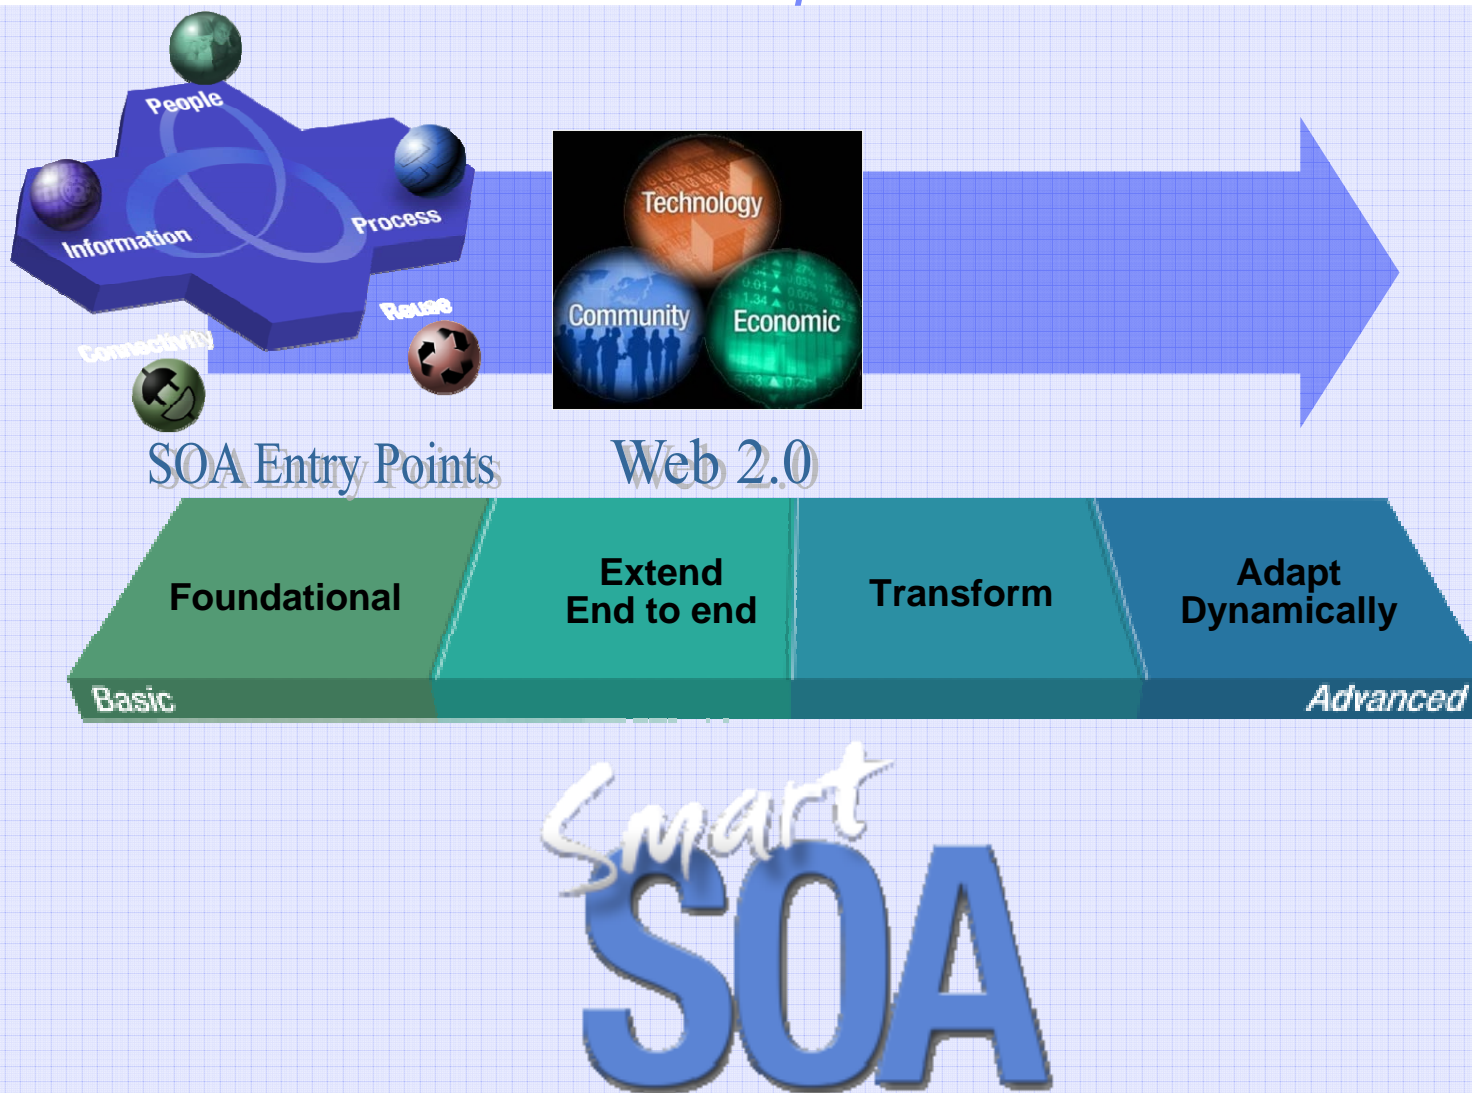 People
Information
Process
Connectivity
Reuse
Technology
Community
Economic
SOA Entry Points
Web 2.0
Foundational
Extend
End to end
Transform
Adapt
Dynamically
Basic
Advanced
Smart
SOA